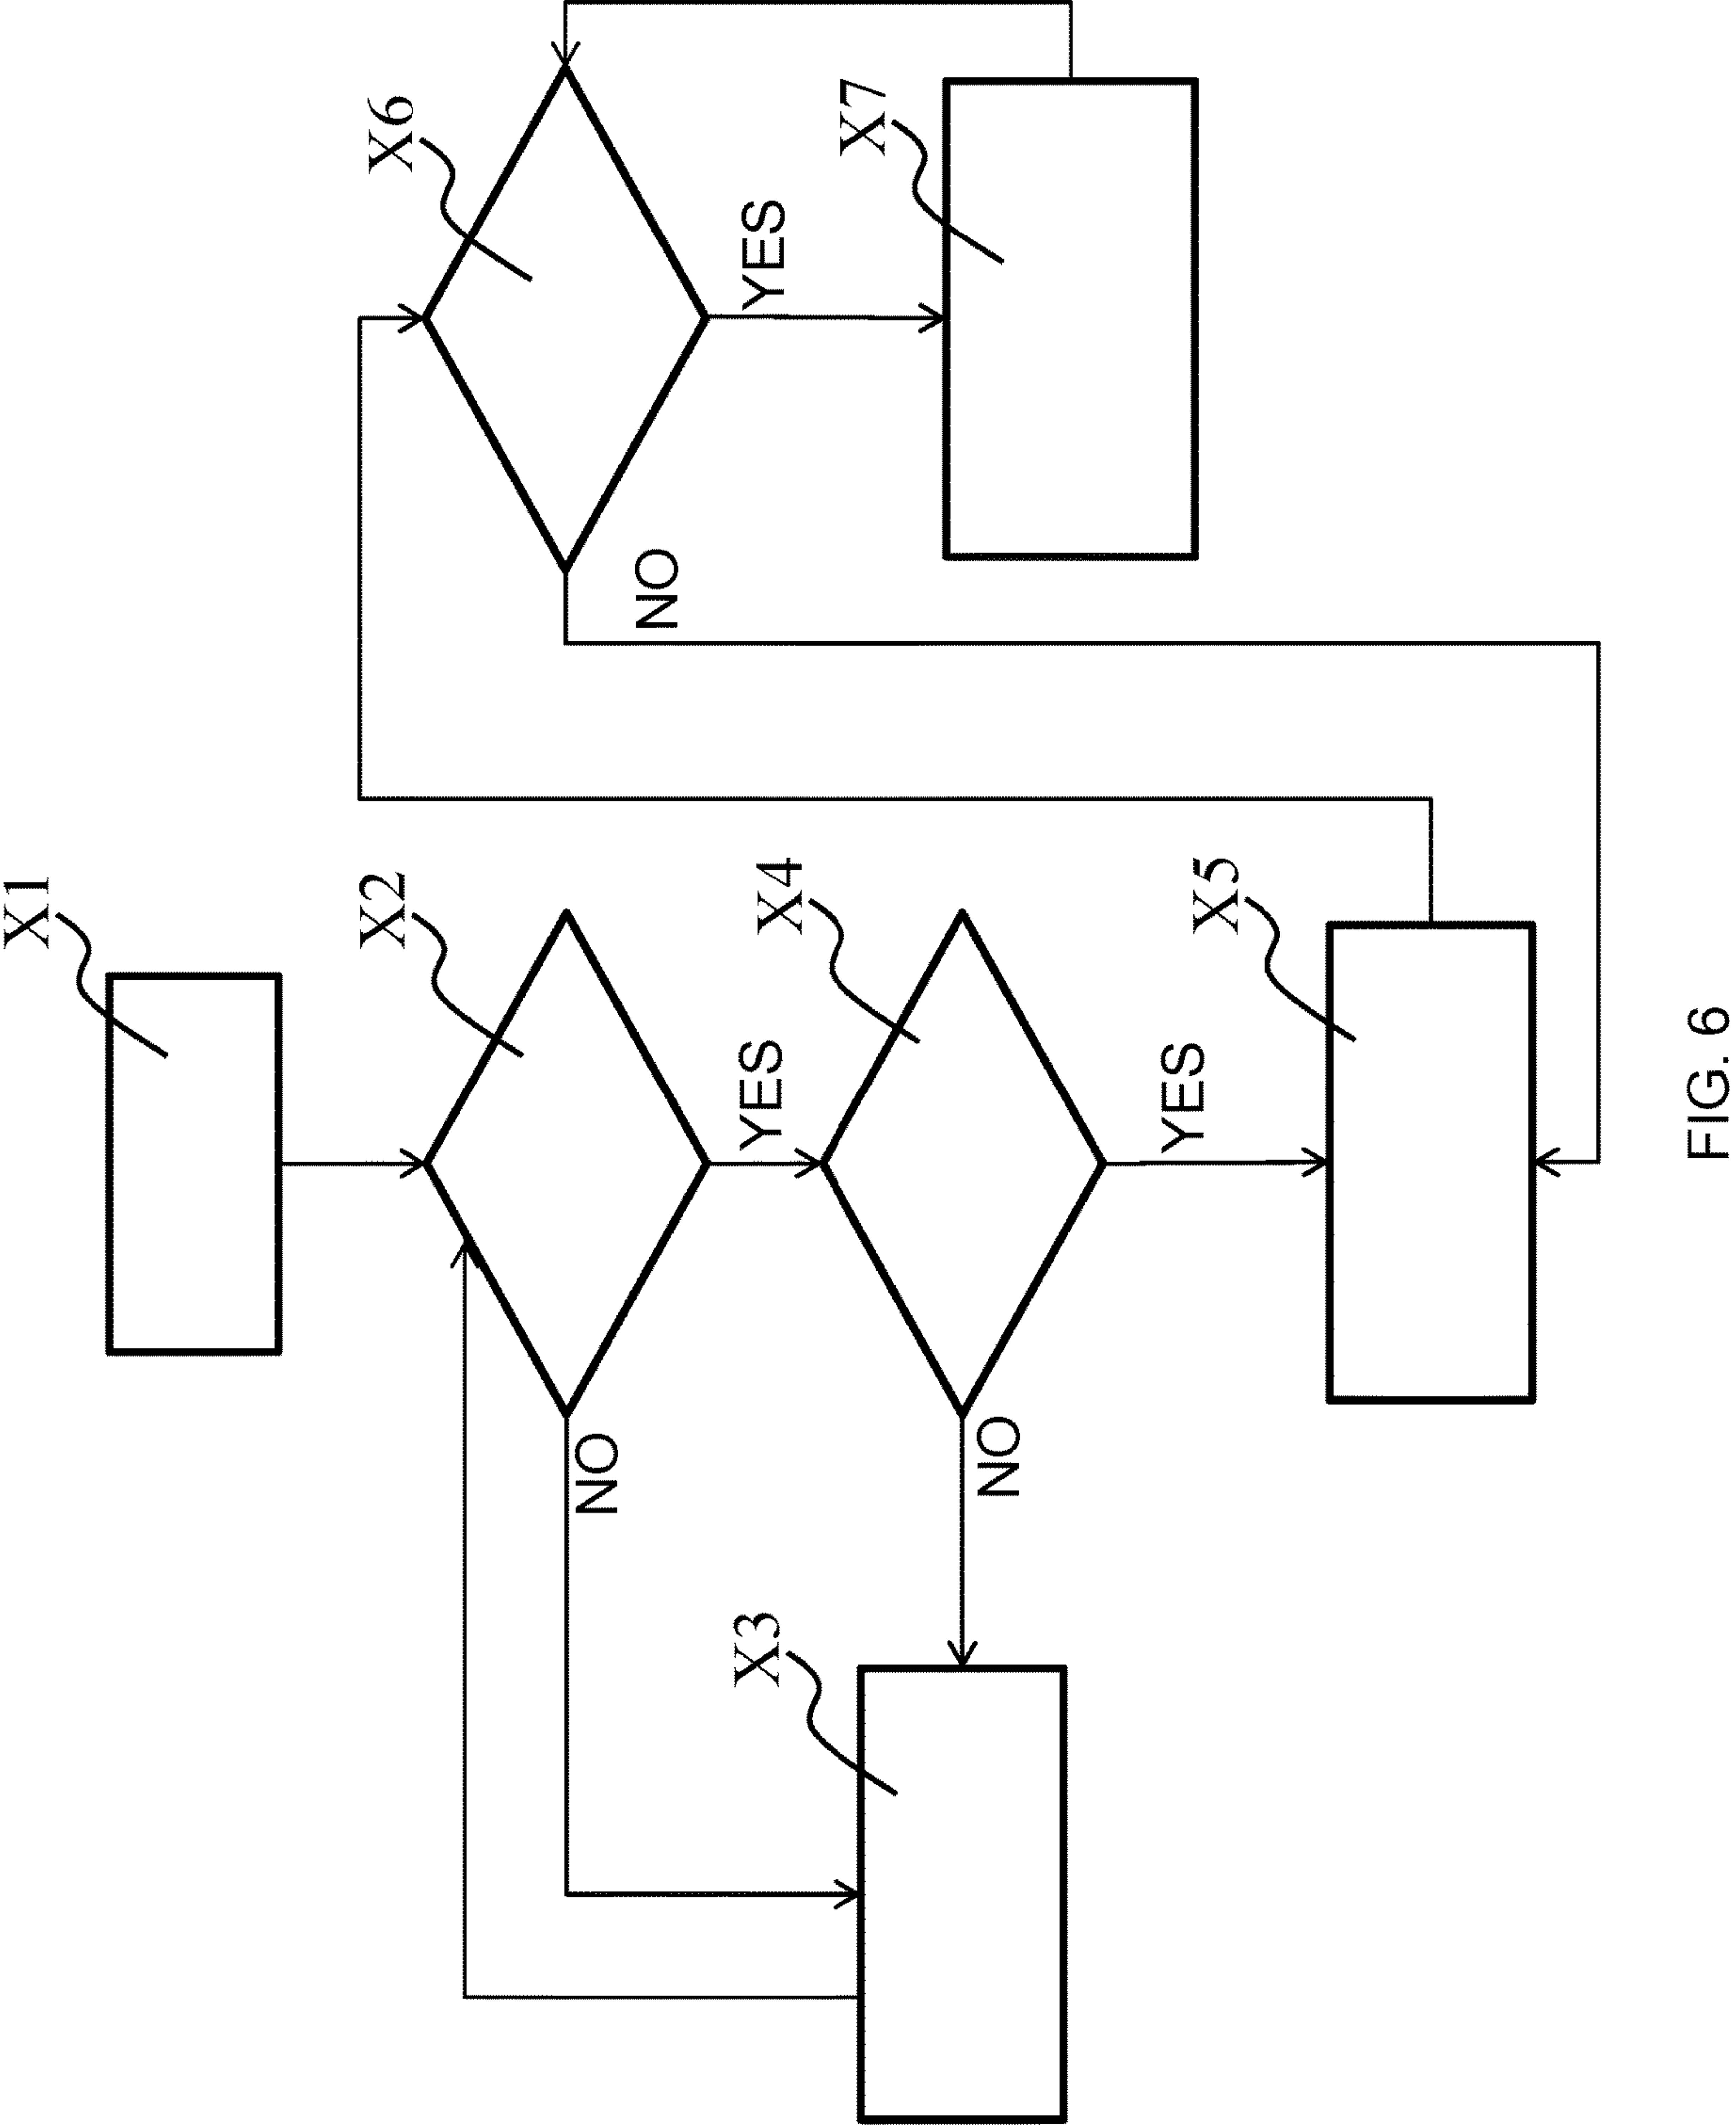 X1
X2
NO
YES
X3
X4
NO
YES
X5
X6
NO
YES
X7
FIG. 6